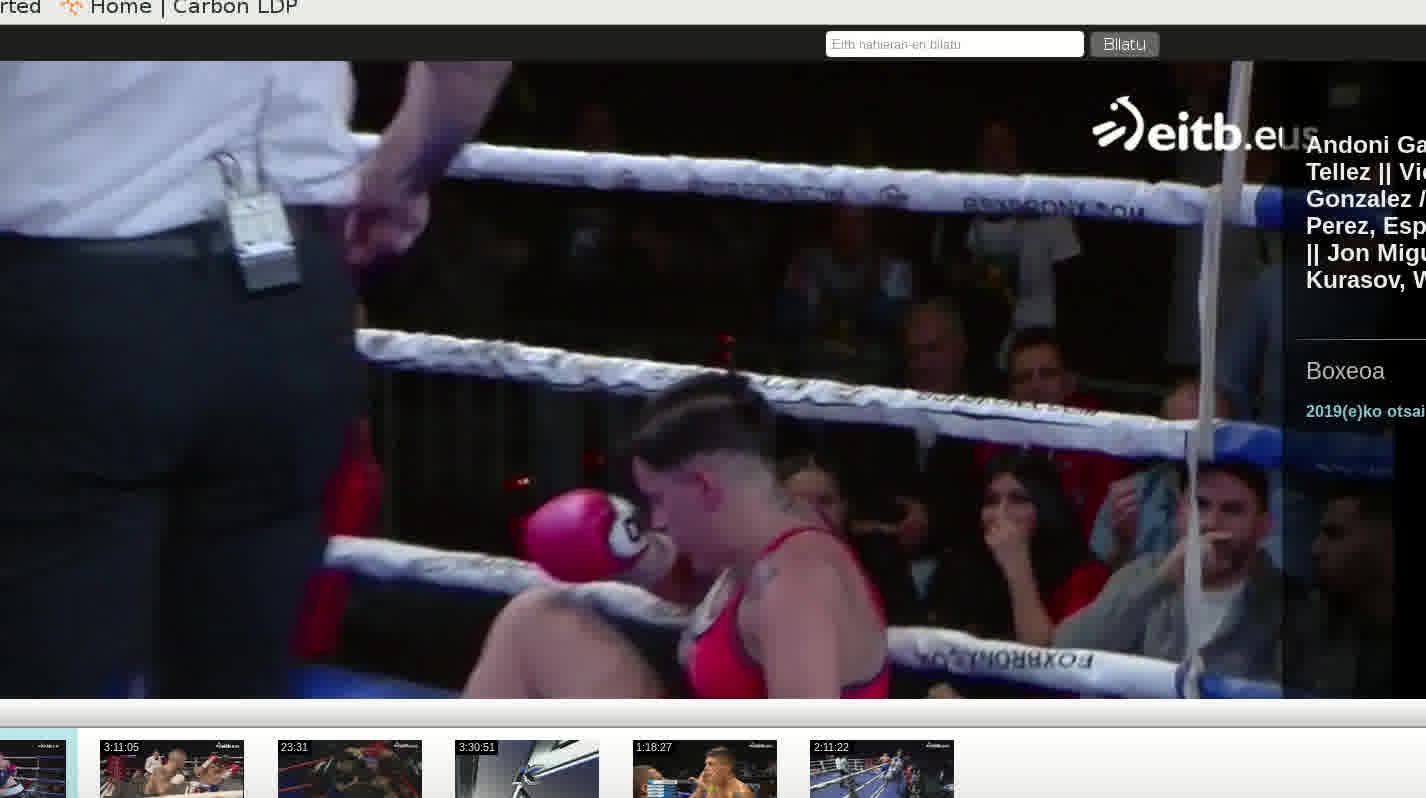 rted Home | Carbon LDP
Eitb nahieran-en bilatu
Bilatu
eitb.eus
Andoni Ga
Tellez || Vi
Gonzalez /
Perez, Esp
|| Jon Migu
Kurasov, W
Boxeoa
2019(e)ko otsai
3:11:05
23:31
3:30:51
1:18:27
2:11:22